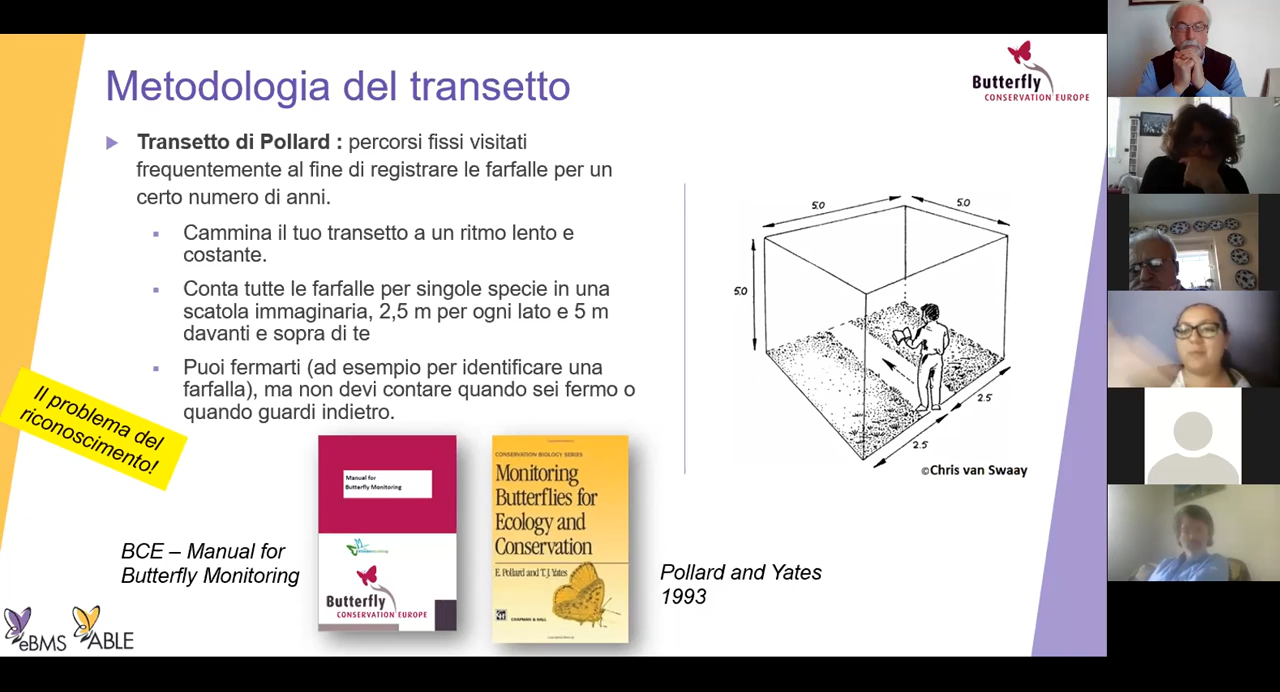 Metodologia del transetto
Butterfly
CONSERVATION EUROPE
Transetto di Pollard : percorsi fissi visitati
frequentemente al fine di registrare le farfalle per un
certo numero di anni.
Cammina il tuo transetto a un ritmo lento e
costante.
Conta tutte le farfalle per singole specie in una
scatola immaginaria, 2,5 m per ogni lato e 5 m
davanti e sopra di te
Puoi fermarti (ad esempio per identificare una
farfalla), ma non devi contare quando sei fermo o
quando guardi indietro.
Il problema del
riconoscimento!
5.0
5.0
5.0
2.5
2.5
©Chris van Swaay
BCE – Manual for
Butterfly Monitoring
Manual for
Butterfly Monitoring
Butterfly
CONSERVATION EUROPE
CONSERVATION BIOLOGY SERIES
Monitoring
Butterflies for
Ecology and
Conservation
E. Pollard and T.J. Yates
CHAPMAN & HALL
Pollard and Yates
1993
eBMS
ABLE